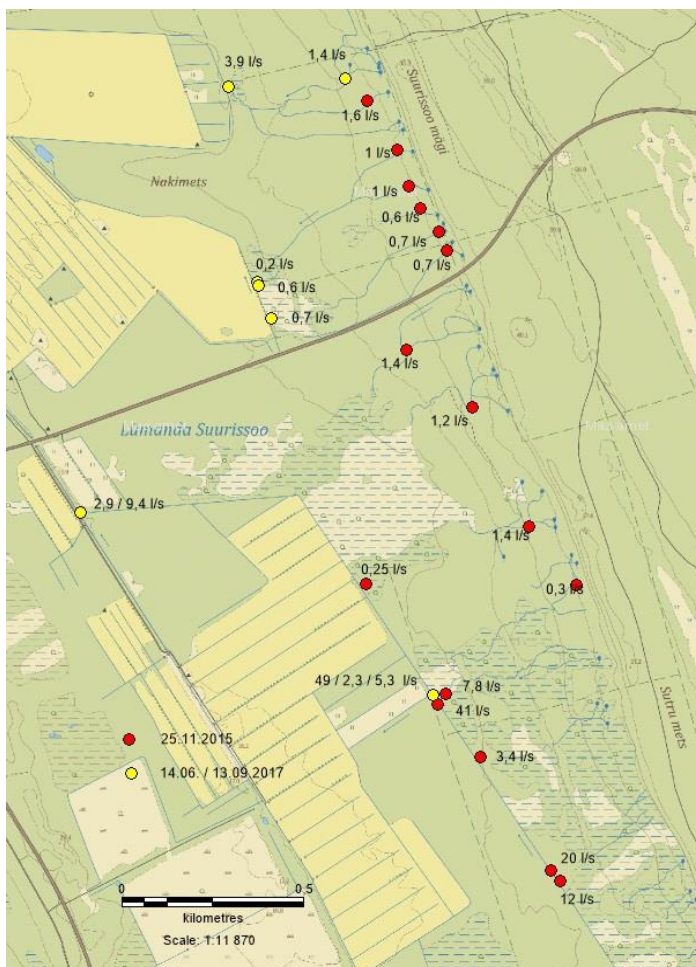 3,9 l/s
1,4 l/s
1,6 l/s
Suurissoo mägi
1 l/s
Nakimets
1 l/s
0,6 l/s
0,7 l/s
0,7 l/s
0,2 l/s
0,6 l/s
0,7 l/s
1,4 l/s
1,2 l/s
Lümanda Suurissoo
2,9 / 9,4 l/s
1,4 l/s
0,25 l/s
0,3 l/s
49 / 2,3 / 5,3 l/s
7,8 l/s
41 l/s
Sutru mets
25.11.2015
3,4 l/s
14.06. / 13.09.2017
20 l/s
12 l/s
0 0.5
kilometres
Scale: 1:11 870